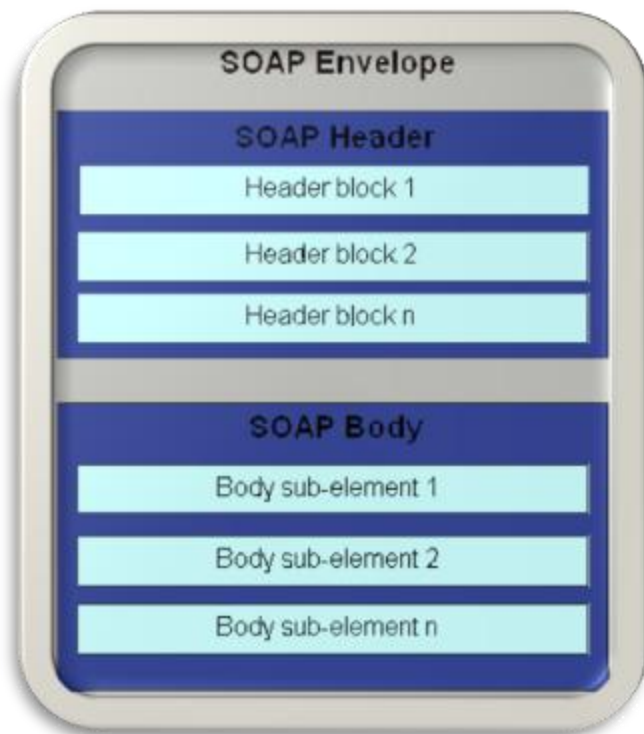 SOAP Envelope
SOAP Header
Header block 1
Header block 2
Header block n
SOAP Body
Body sub-element 1
Body sub-element 2
Body sub-element n